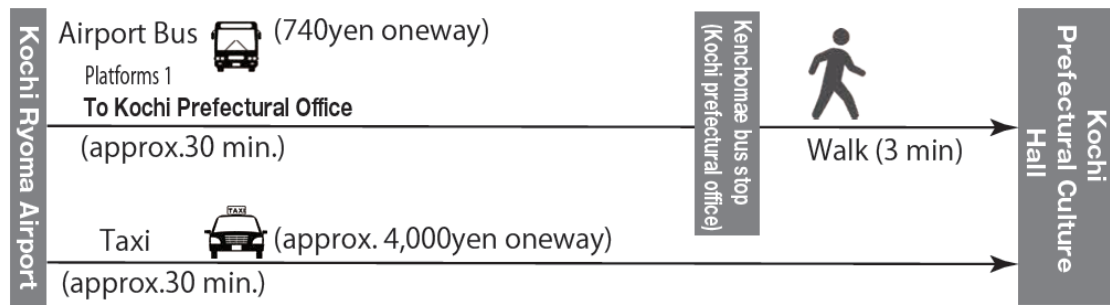 Kochi Ryoma Airport
Airport Bus (740yen oneway)
Platforms 1
To Kochi Prefectural Office
(approx.30 min.)
Kenchomae bus stop
(Kochi prefectural office)
Walk (3 min)
Taxi
TAXI
(approx. 4,000yen oneway)
(approx.30 min.)
Kochi
Prefectural Culture
Hall